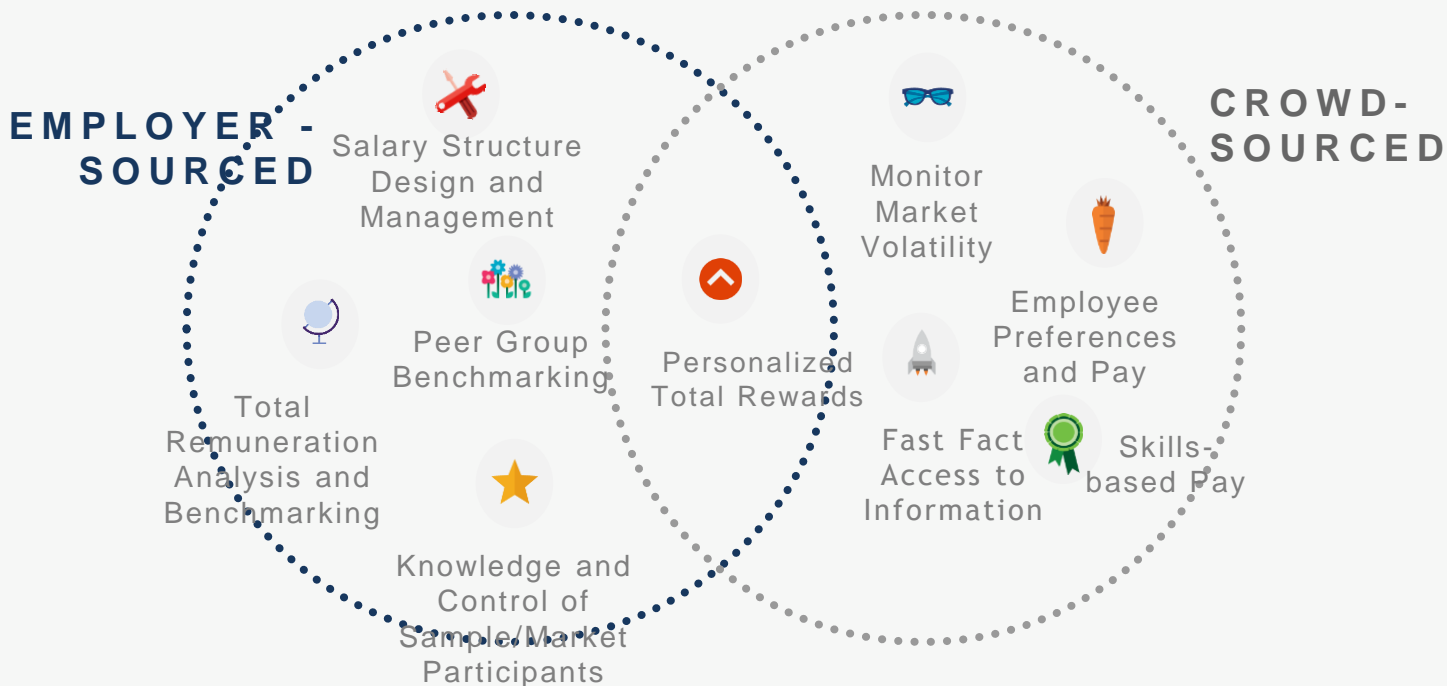 EMPLOYER -
SOURCED
Salary Structure
Design and
Management
Peer Group
Benchmarking
Total
Remuneration
Analysis and
Benchmarking
Knowledge and
Control of
Sample/Market
Participants
Personalized
Total Rewards
CROWD-
SOURCED
Monitor
Market
Volatility
Employee
Preferences
and Pay
Fast Fact
Access to
Information
Skills-
based Pay